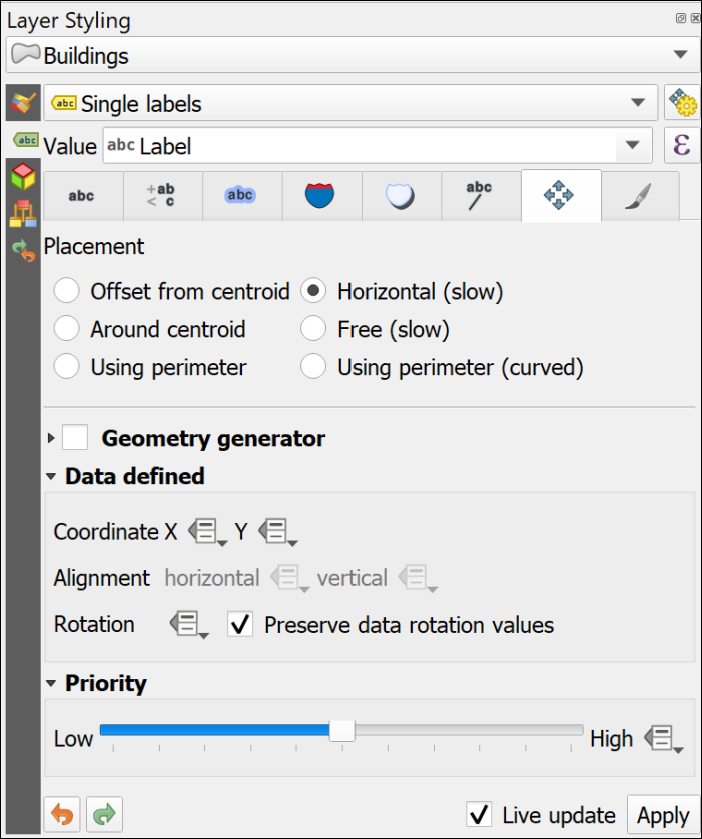 Layer Styling
Buildings
abc Single labels
abc
Value abc Label
ε
abc +ab < c abc abc
Placement
Offset from centroid Horizontal (slow)
Around centroid Free (slow)
Using perimeter Using perimeter (curved)
Geometry generator
Data defined
Coordinate X Y
Alignment horizontal vertical
Rotation Preserve data rotation values
Priority
Low High
Live update Apply